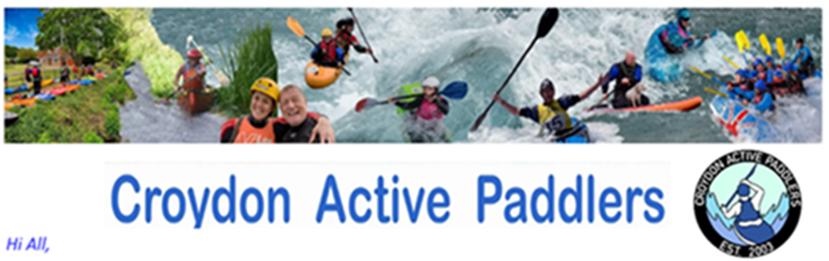 Croydon Active Paddlers
CROYDON ACTIVE PADDLERS
EST. 2003
Hi All,